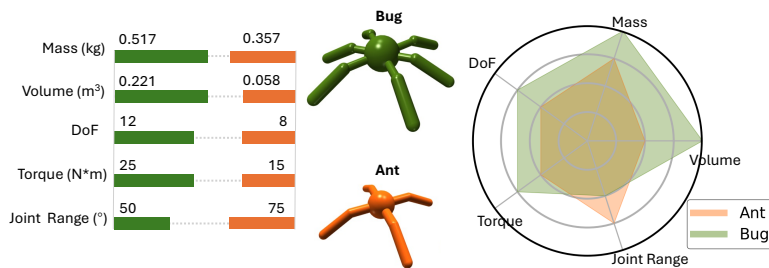 Mass (kg) 0.517 0.357
Volume (m³) 0.221 0.058
DoF 12 8
Torque (N*m) 25 15
Joint Range (°) 50 75
Bug
Ant
Mass
DoF
Volume
Torque
Joint Range
Ant
Bug